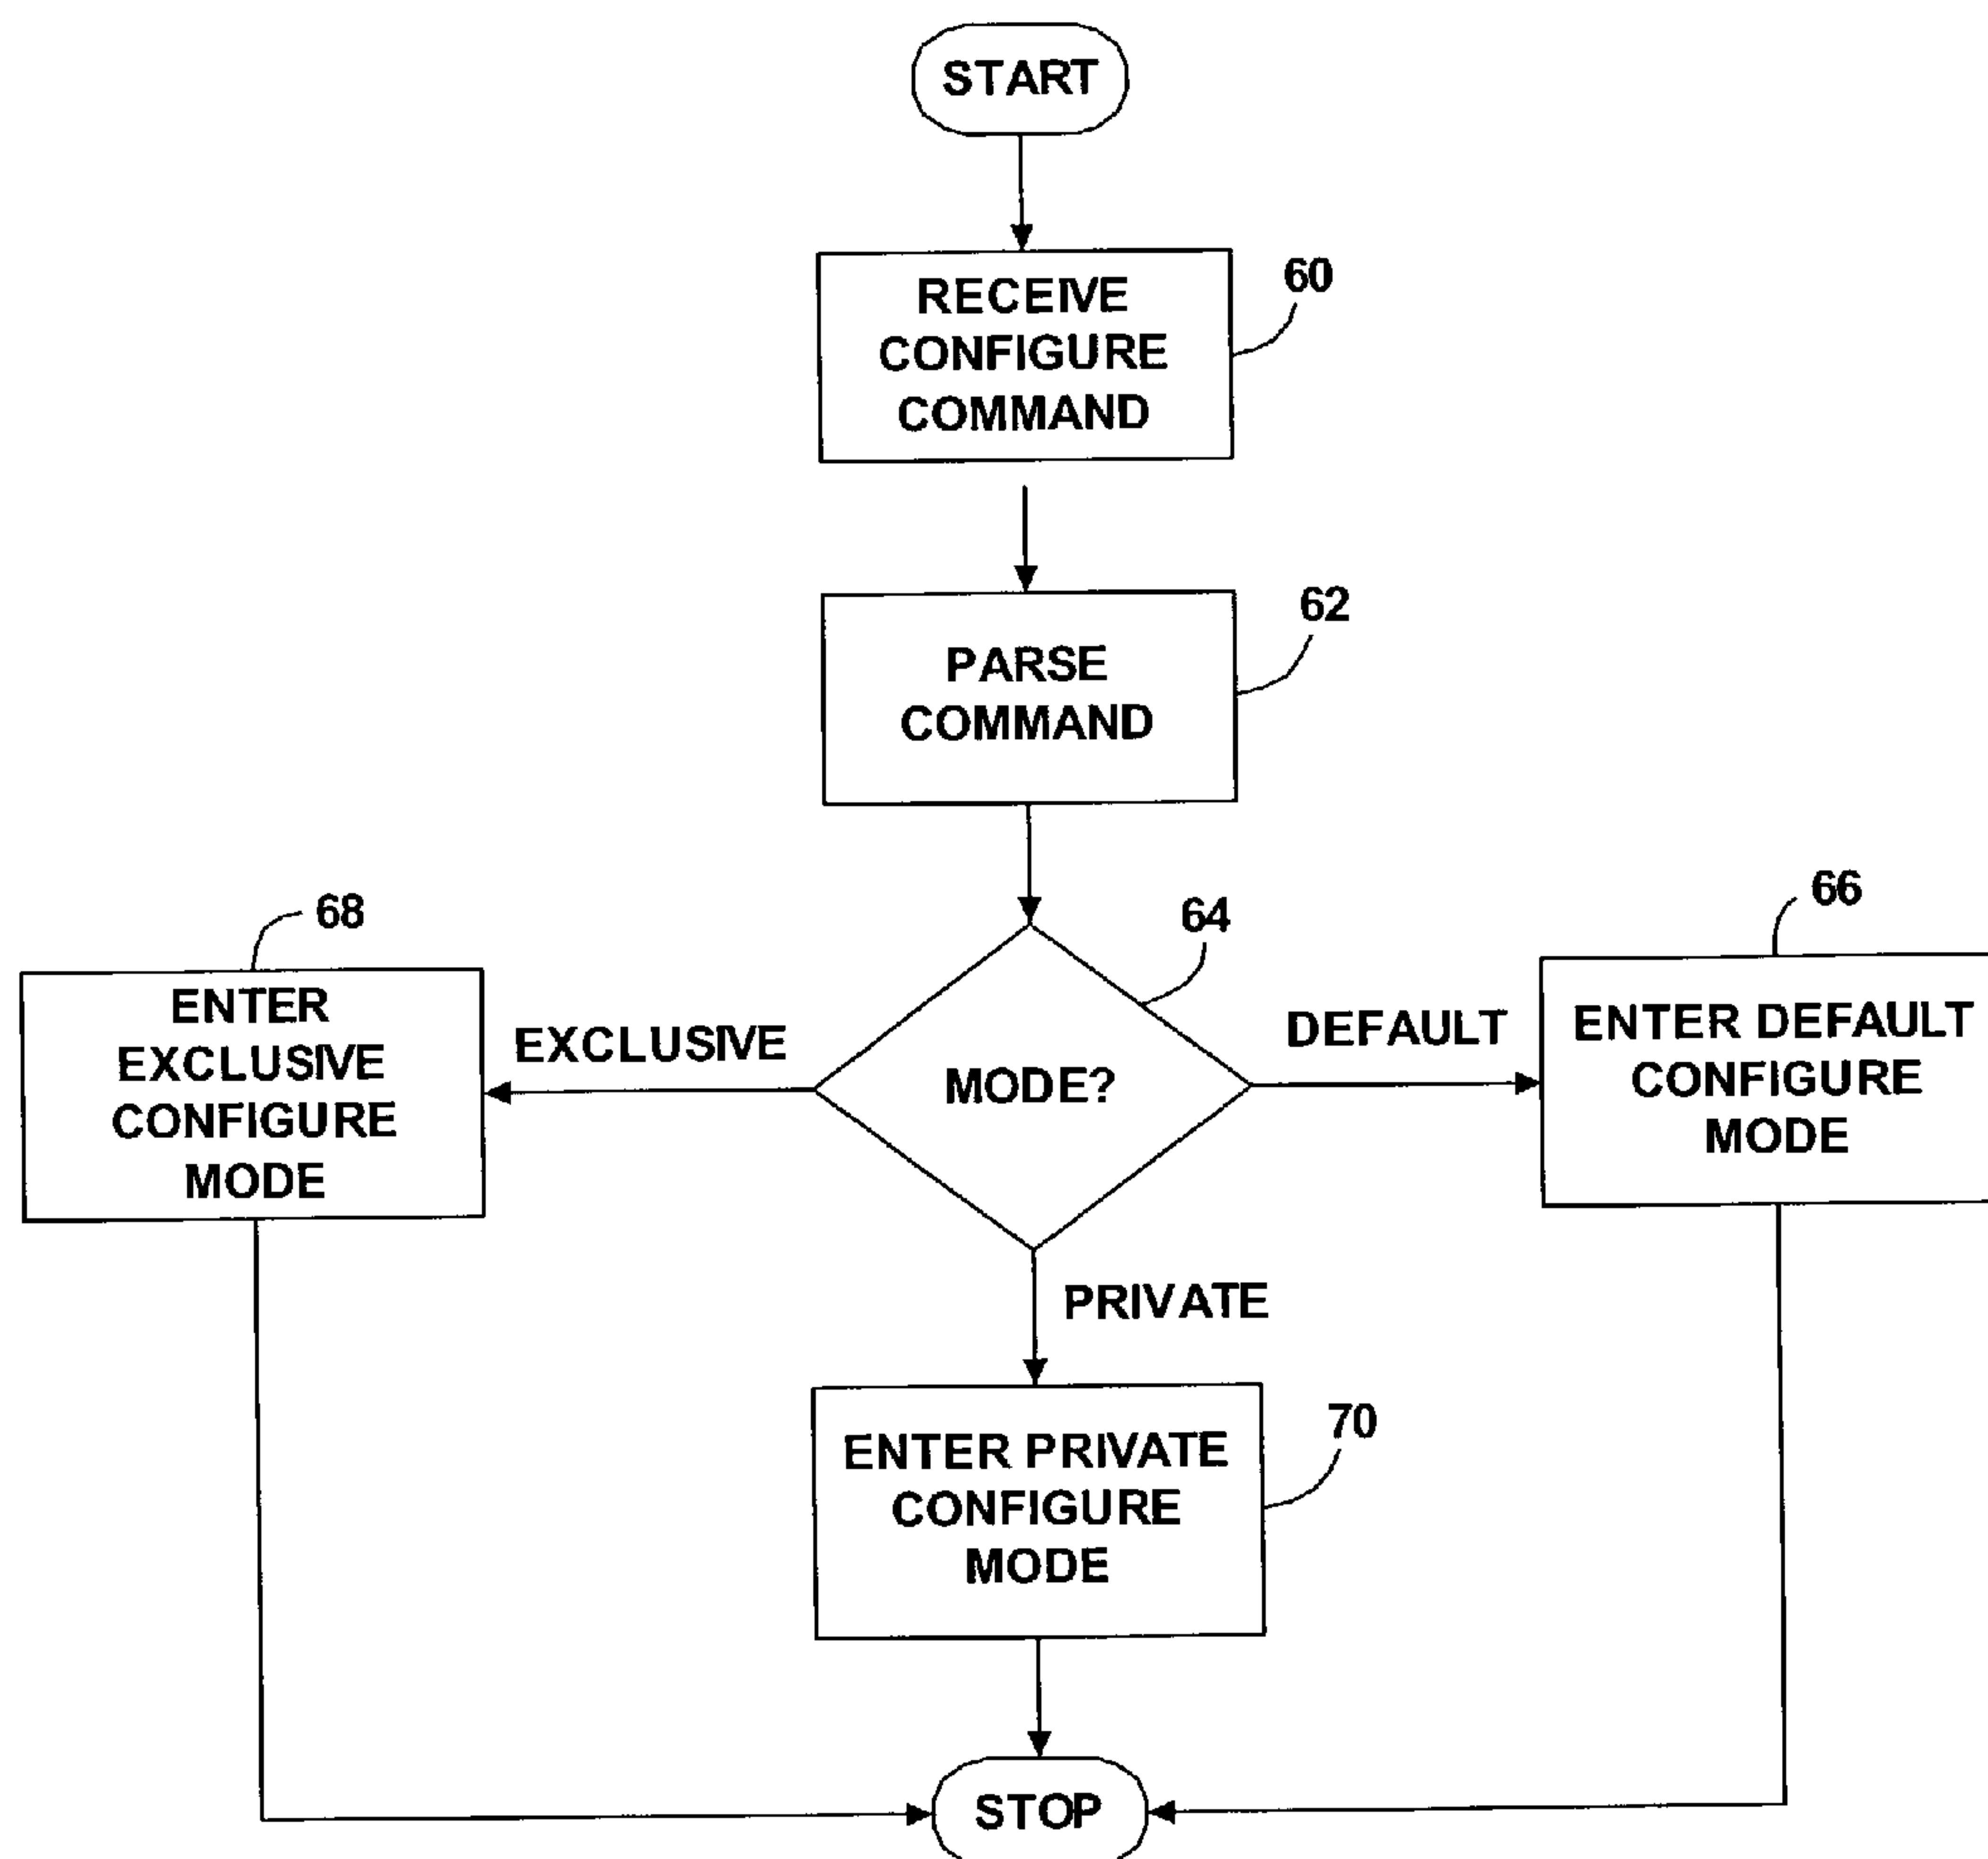 START
RECEIVE
CONFIGURE
COMMAND
60
PARSE
COMMAND
62
MODE?
64
EXCLUSIVE
DEFAULT
PRIVATE
68
ENTER
EXCLUSIVE
CONFIGURE
MODE
66
ENTER DEFAULT
CONFIGURE
MODE
70
ENTER PRIVATE
CONFIGURE
MODE
STOP